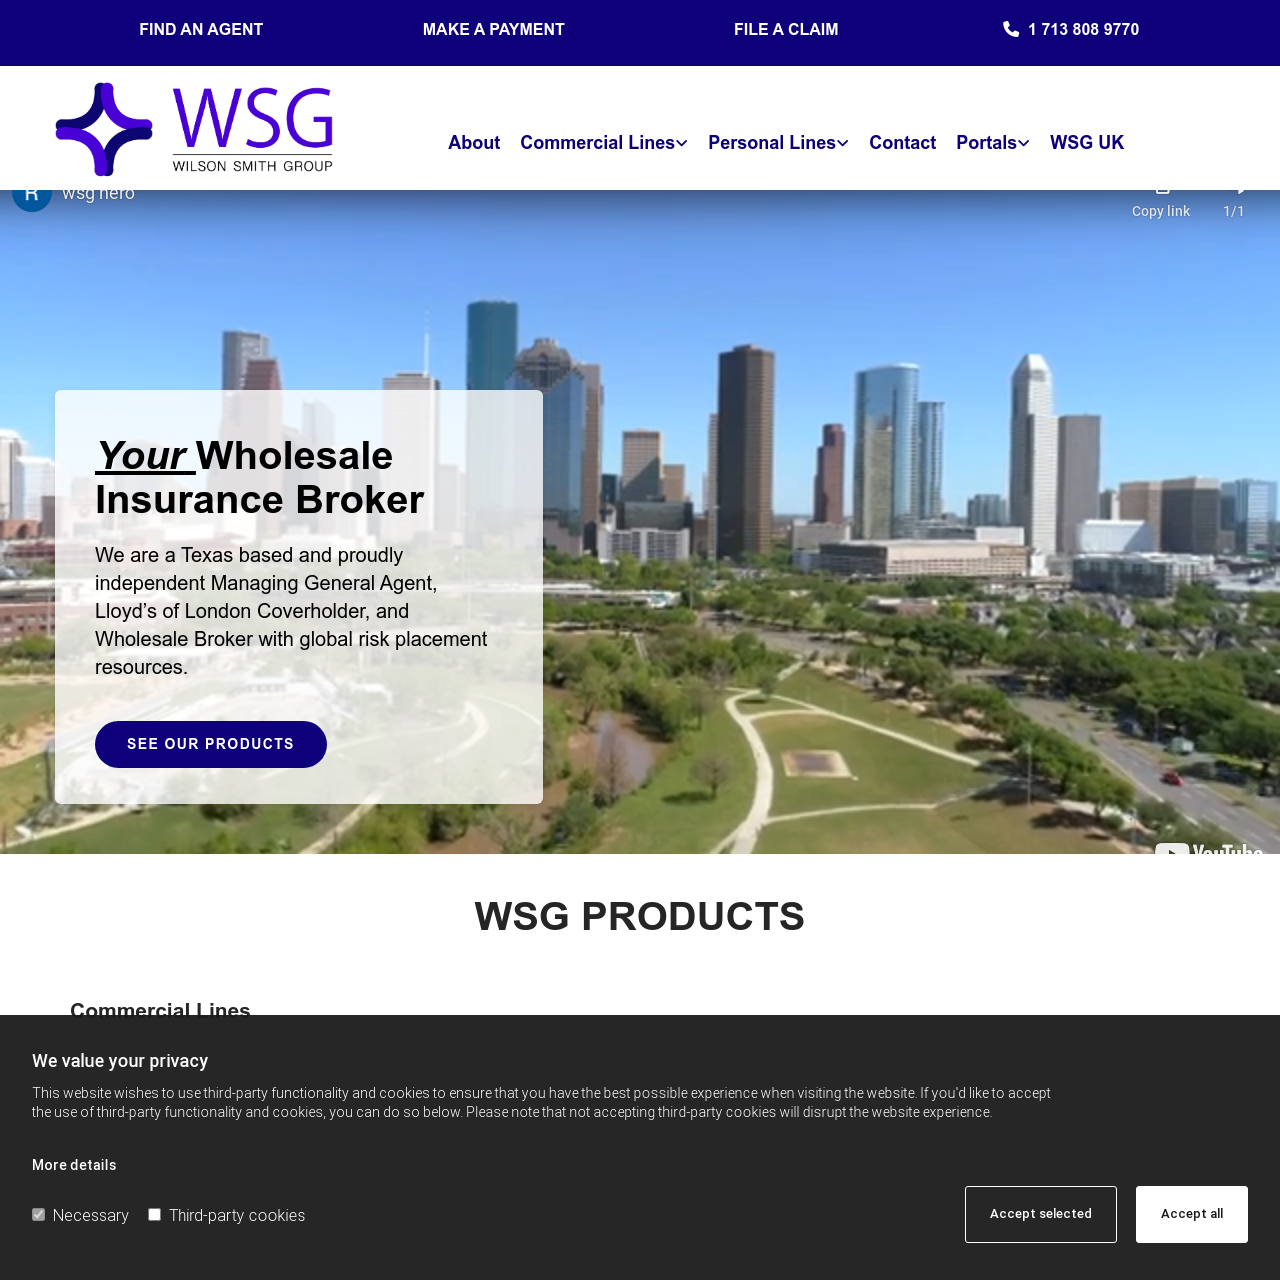 FIND AN AGENT
MAKE A PAYMENT
FILE A CLAIM
1 713 808 9770
WSG
WILSON SMITH GROUP
About
Commercial Lines
Personal Lines
Contact
Portals
WSG UK
R
wsg hero
Copy link
1/1
Your Wholesale
Insurance Broker
We are a Texas based and proudly
independent Managing General Agent,
Lloyd’s of London Coverholder, and
Wholesale Broker with global risk placement
resources.
SEE OUR PRODUCTS
YouTube
WSG PRODUCTS
Commercial Lines
We value your privacy
This website wishes to use third-party functionality and cookies to ensure that you have the best possible experience when visiting the website. If you'd like to accept
the use of third-party functionality and cookies, you can do so below. Please note that not accepting third-party cookies will disrupt the website experience.
More details
Necessary
Third-party cookies
Accept selected
Accept all